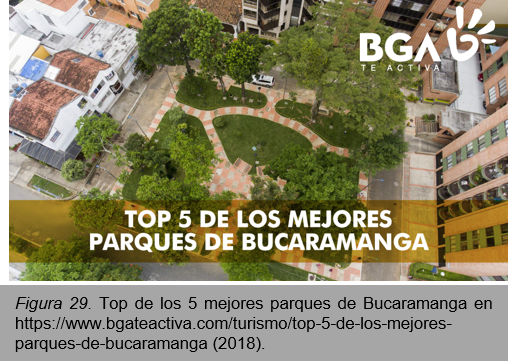 BGA
TE ACTIVA
TOP 5 DE LOS MEJORES
PARQUES DE BUCARAMANGA
Figura 29. Top de los 5 mejores parques de Bucaramanga en
https://www.bgateactiva.com/turismo/top-5-de-los-mejores-
parques-de-bucaramanga (2018).